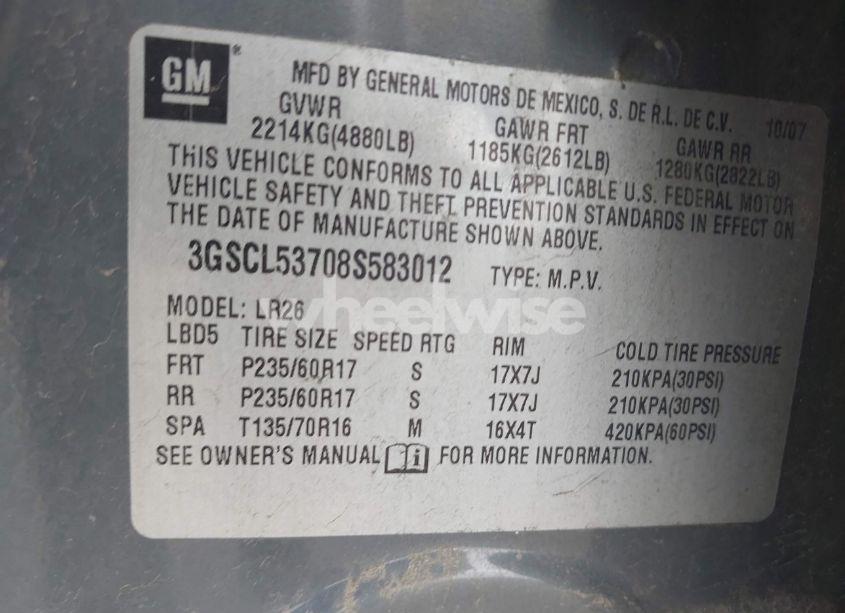 GM®
MFD BY GENERAL MOTORS DE MEXICO, S. DE R.L. DE C.V. 10/07
GVWR GAWR FRT GAWR RR
2214KG(4880LB) 1185KG(2612LB) 1280KG(2822LB)
THIS VEHICLE CONFORMS TO ALL APPLICABLE U.S. FEDERAL MOTOR
VEHICLE SAFETY AND THEFT PREVENTION STANDARDS IN EFFECT ON
THE DATE OF MANUFACTURE SHOWN ABOVE.
3GSCL53708S583012 TYPE: M.P.V.
wheelwise
MODEL: LR26
LBD5 TIRE SIZE SPEED RTG RIM COLD TIRE PRESSURE
FRT P235/60R17 S 17X7J 210KPA(30PSI)
RR P235/60R17 S 17X7J 210KPA(30PSI)
SPA T135/70R16 M 16X4T 420KPA(60PSI)
SEE OWNER'S MANUAL i FOR MORE INFORMATION.